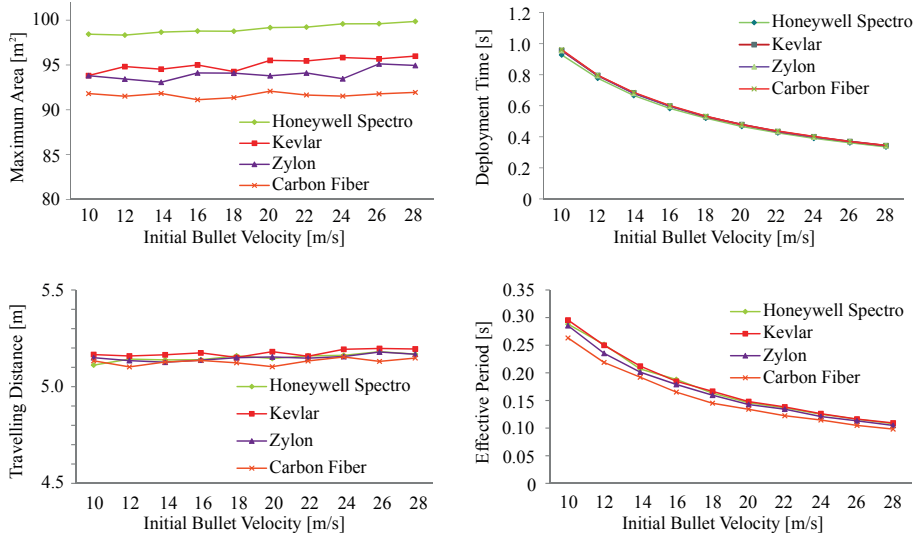 Maximum Area [m²]
100
95
90
85
80
Honeywell Spectro
Kevlar
Zylon
Carbon Fiber
10 12 14 16 18 20 22 24 26 28
Initial Bullet Velocity [m/s]
Deployment Time [s]
1.2
1.0
0.8
0.6
0.4
0.2
0
Honeywell Spectro
Kevlar
Zylon
Carbon Fiber
10 12 14 16 18 20 22 24 26 28
Initial Bullet Velocity [m/s]
Travelling Distance [m]
5.5
5.0
4.5
Honeywell Spectro
Kevlar
Zylon
Carbon Fiber
10 12 14 16 18 20 22 24 26 28
Initial Bullet Velocity [m/s]
Effective Period [s]
0.35
0.30
0.25
0.20
0.15
0.10
0.05
0.00
Honeywell Spectro
Kevlar
Zylon
Carbon Fiber
10 12 14 16 18 20 22 24 26 28
Initial Bullet Velocity [m/s]